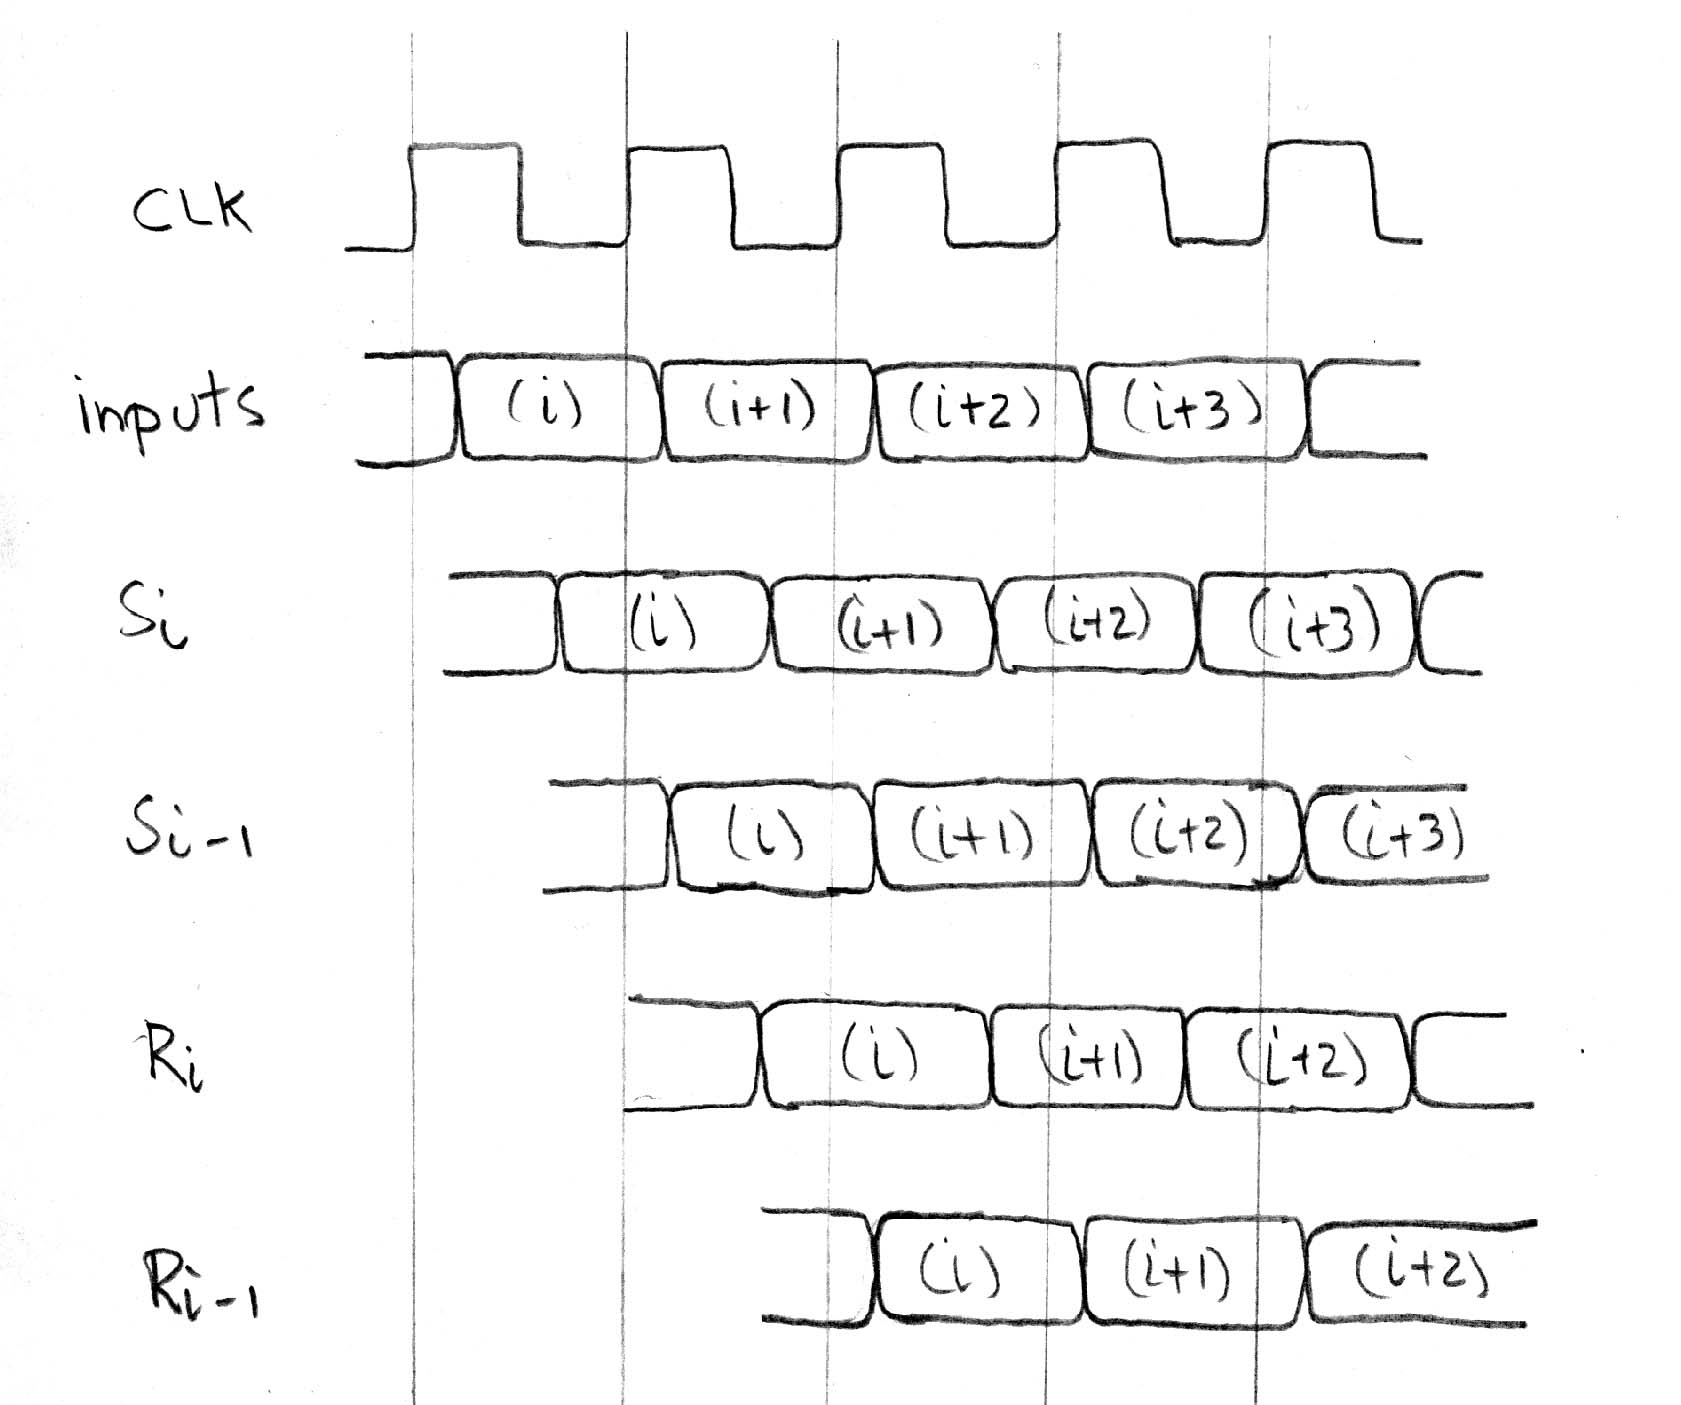 CLK
inputs (i) (i+1) (i+2) (i+3)
Si (i) (i+1) (i+2) (i+3)
Si-1 (i) (i+1) (i+2) (i+3)
Ri (i) (i+1) (i+2)
Ri-1 (i) (i+1) (i+2)